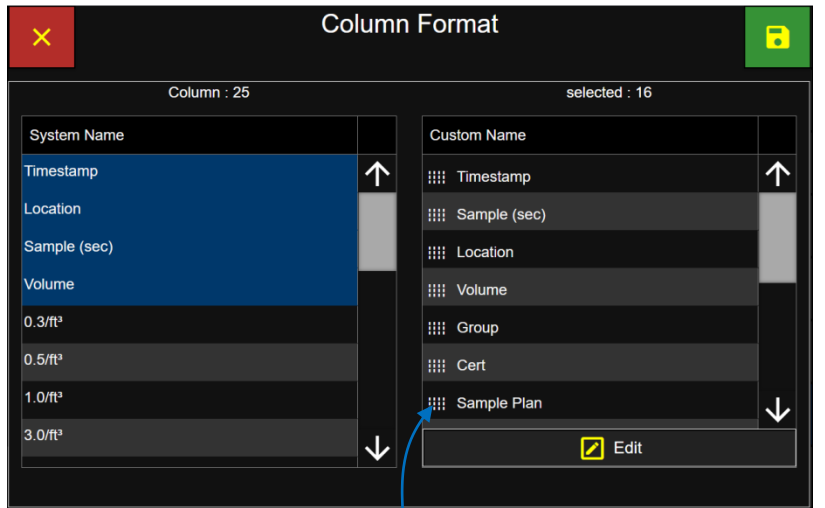 Column Format
Column : 25
selected : 16
System Name
Timestamp
Location
Sample (sec)
Volume
0.3/ft³
0.5/ft³
1.0/ft³
3.0/ft³
Custom Name
Timestamp
Sample (sec)
Location
Volume
Group
Cert
Sample Plan
Edit